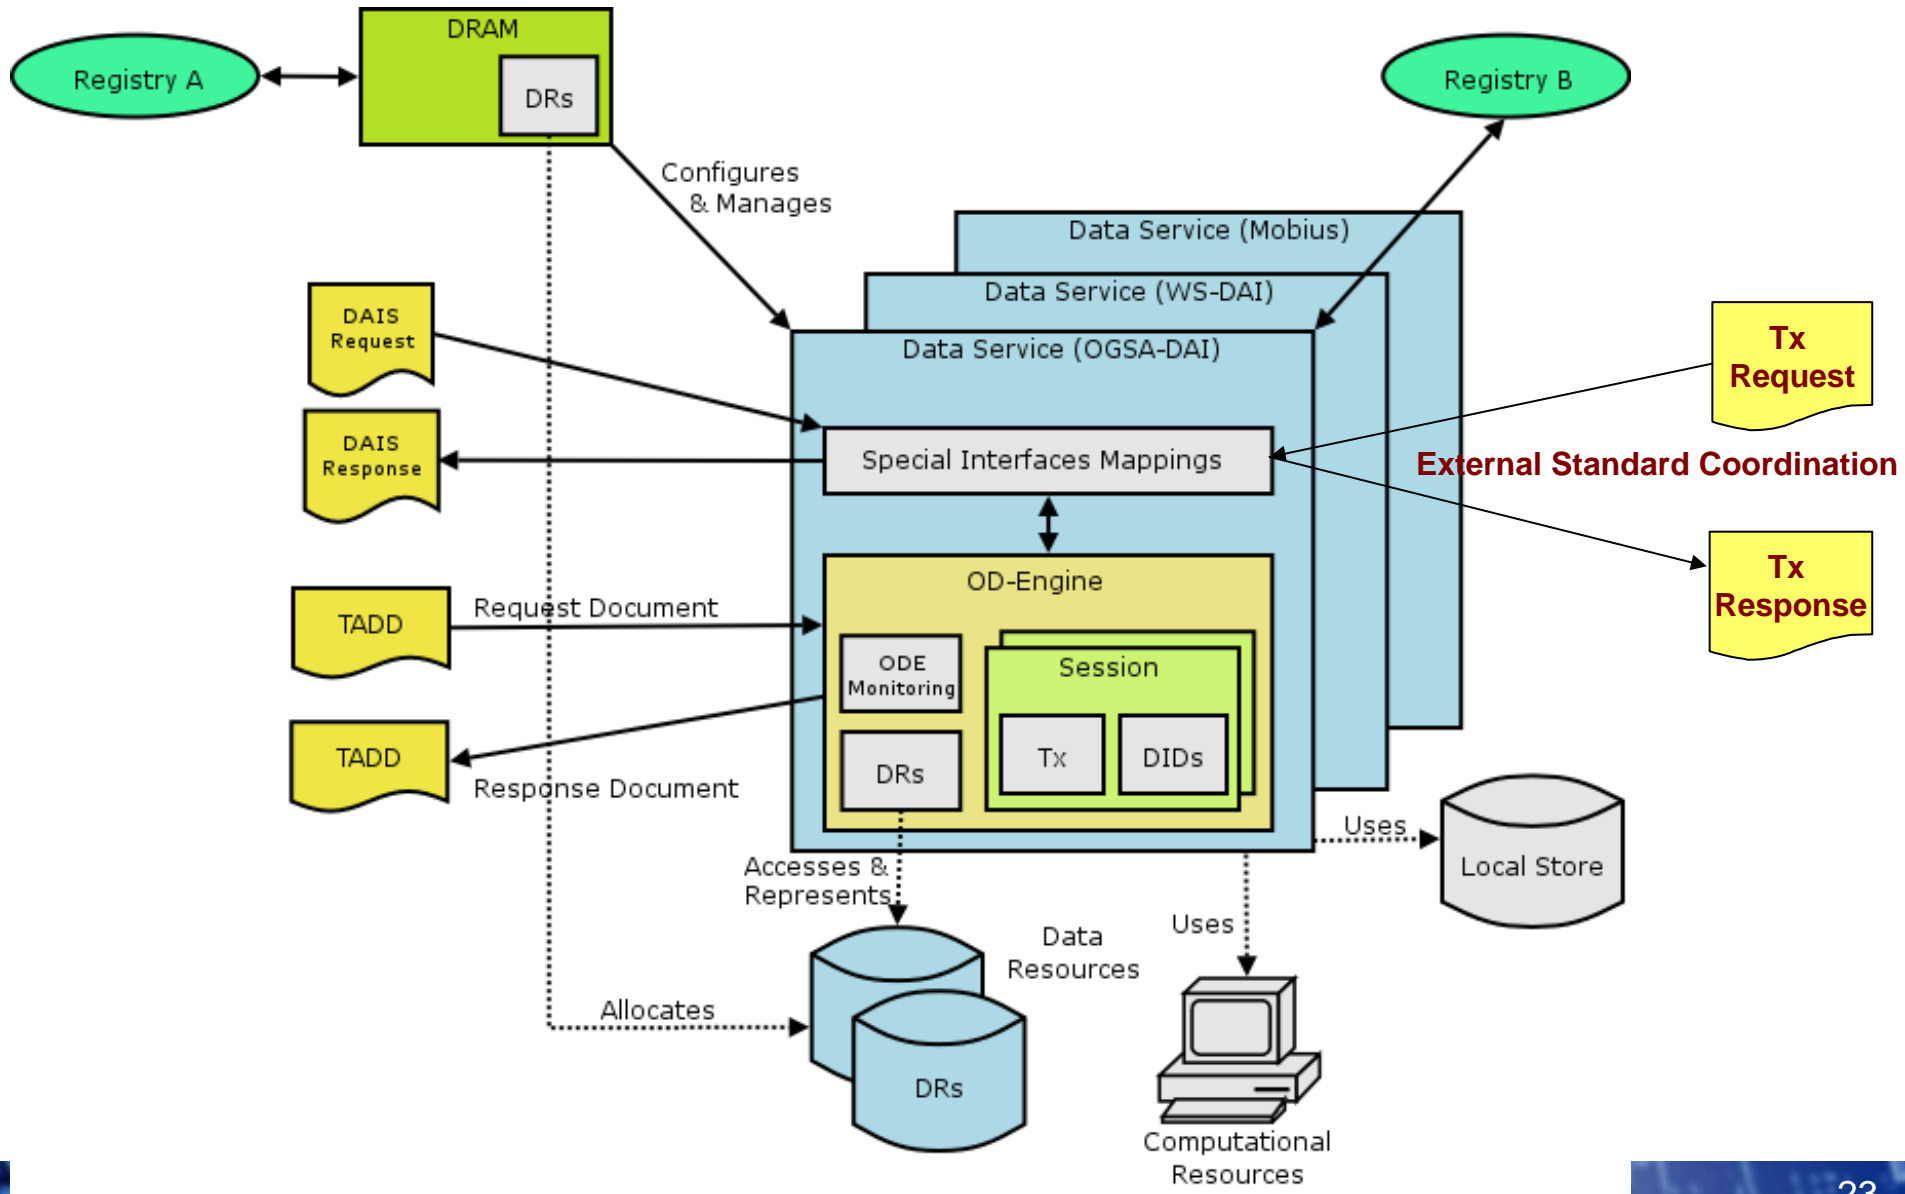 DRAM
DRs
Registry A
Registry B
Configures
& Manages
Data Service (Mobius)
Data Service (WS-DAI)
Data Service (OGSA-DAI)
DAIS
Request
DAIS
Response
Special Interfaces Mappings
Tx
Request
External Standard Coordination
Tx
Response
OD-Engine
TADD
Request Document
ODE
Monitoring
Session
Tx
DIDs
DRs
TADD
Response Document
Uses
Local Store
Accesses &
Represents
Uses
Data
Resources
Allocates
DRs
Computational
Resources
23